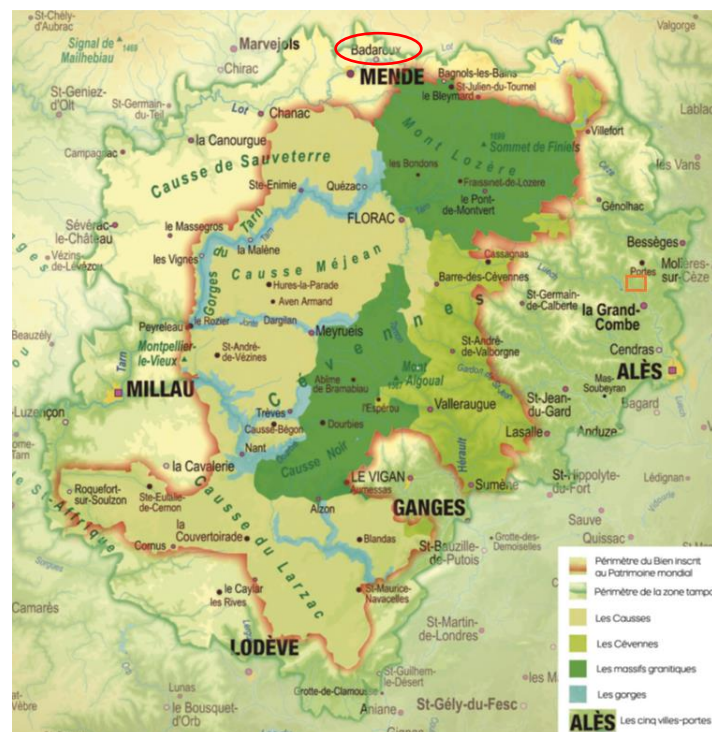 St-Chély-
d'Aubrac
Signal de
Mailhebiau
1469
Marvejols
Chirac
Badaroux
Lot
Allier
Valgorge
MENDE
Bagnols-les-Bains
St-Julien-du-Tournel
le Bleymard
St-Geniez-
d'Olt
St-Germain-
du-Teil
Lot
Chanac
Mont Lozère
1699
Sommet de Finiels
Villefort
la Canourgue
Campagnac
Causse de Sauveterre
les Bondons
Fraissinet-de-Lozère
les Vans
Ste-Enimie
Quézac
le Pont-
de-Montvert
Génolhac
FLORAC
Sévérac-
le-Château
le Massegros
Tarn
Gorges du
la Malène
Vézins-
de-Lévézou
les Vignes
Causse Méjean
Cassagnas
Bessèges
Portes
Molières-
sur-Cèze
Hures-la-Parade
Aven Armand
Barre-des-Cévennes
St-Germain-
de-Calberte
la Grand-
Combe
Peyreleau
le Rozier
Dargilan
Meyrueis
Montpellier-
le-Vieux
St-André-
de-Vézines
Cévennes
St-André-
de-Valborgne
Cendras
Tarn
MILLAU
Abîme
de Bramabiau
Mont
Aigoual
ALÈS
Mas-
Soubeyran
Trèves
l'Espérou
Valleraugue
St-Jean-
du-Gard
Causse-Bégon
Dourbies
Lasalle
Anduze
Nant
Causse Noir
Hérault
la Cavalerie
LE VIGAN
Aumessas
Sumène
St-Hippolyte-
du-Fort
Lédignan
Roquefort-
sur-Soulzon
Ste-Eulalie-
de-Cernon
Alzon
GANGES
Sauve
Quissac
la
Couvertoirade
Causse du Larzac
Blandas
St-Bauzille-
de-Putois
Grotte-des-
Demoiselles
Cornus
le Caylar
les Rives
St-Maurice-
Navacelles
Camarès
LODÈVE
St-Martin-
de-Londres
St-Guilhem-
le-Désert
Lunas
le Bousquet-
d'Orb
Grotte-de-Clamouse
Aniane
St-Gély-du-Fesc
Périmètre du Bien inscrit
au Patrimoine mondial
Périmètre de la zone tampo
Les Causses
Les Cévennes
Les massifs granitiques
Les gorges
ALÈS Les cinq villes-portes